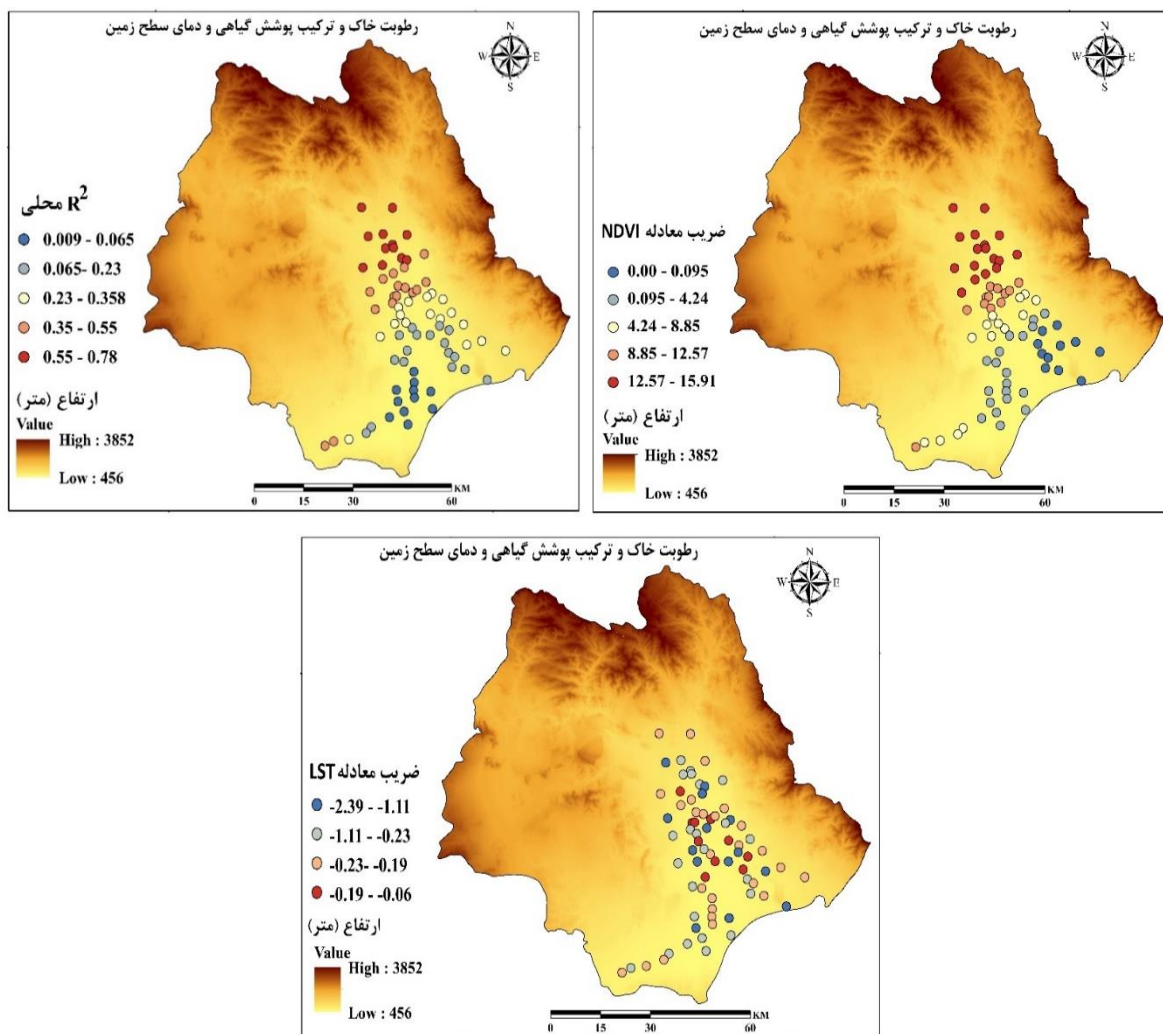 رطوبت خاک و ترکیب پوشش گیاهی و دمای سطح زمین
N
W E
S
R² محلی
0.009 - 0.065
0.065- 0.23
0.23 - 0.358
0.35 - 0.55
0.55 - 0.78
ارتفاع (متر)
Value
High : 3852
Low : 456
KM
0 15 30 60
رطوبت خاک و ترکیب پوشش گیاهی و دمای سطح زمین
N
W E
S
ضریب معادله NDVI
0.00 - 0.095
0.095 - 4.24
4.24 - 8.85
8.85 - 12.57
12.57 - 15.91
ارتفاع (متر)
Value
High : 3852
Low : 456
KM
0 15 30 60
رطوبت خاک و ترکیب پوشش گیاهی و دمای سطح زمین
N
W E
S
ضریب معادله LST
-2.39 - -1.11
-1.11 - -0.23
-0.23- -0.19
-0.19 - -0.06
ارتفاع (متر)
Value
High : 3852
Low : 456
KM
0 15 30 60